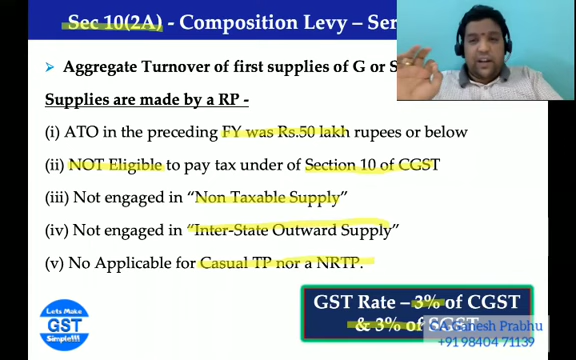 Sec 10(2A) - Composition Levy - Ser
➢ Aggregate Turnover of first supplies of G or S
Supplies are made by a RP -
(i) ATO in the preceding FY was Rs.50 lakh rupees or below
(ii) NOT Eligible to pay tax under of Section 10 of CGST
(iii) Not engaged in “Non Taxable Supply”
(iv) Not engaged in “Inter-State Outward Supply”
(v) No Applicable for Casual TP nor a NRTP.
Lets Make
GST
Simple!!!
GST Rate – 3% of CGST
& 3% of SGST
CA Ganesh Prabhu
+91 98404 71139